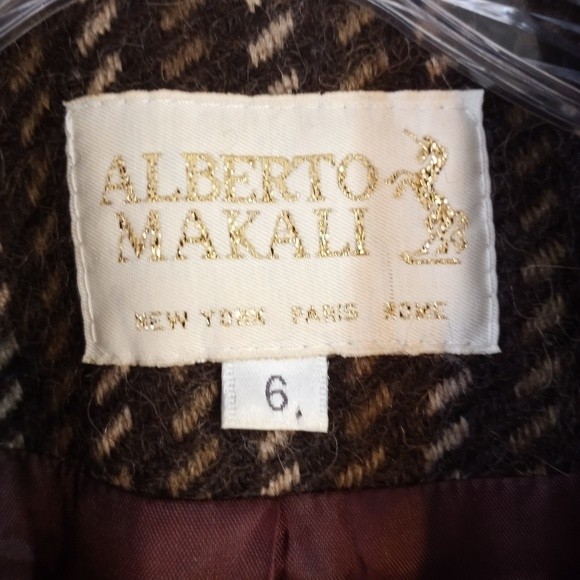 ALBERTO
MAKALI
NEW YORK PARIS ROME
6.